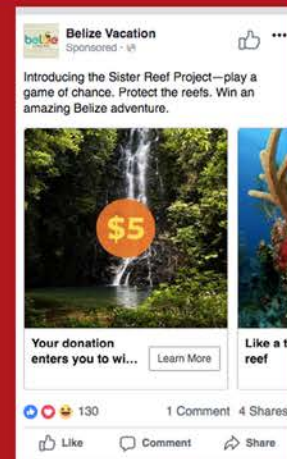 Belize Vacation
Sponsored ·
Introducing the Sister Reef Project—play a
game of chance. Protect the reefs. Win an
amazing Belize adventure.
$5
Your donation
enters you to wi...
Learn More
Like a t
reef
130
1 Comment 4 Shares
Like
Comment
Share